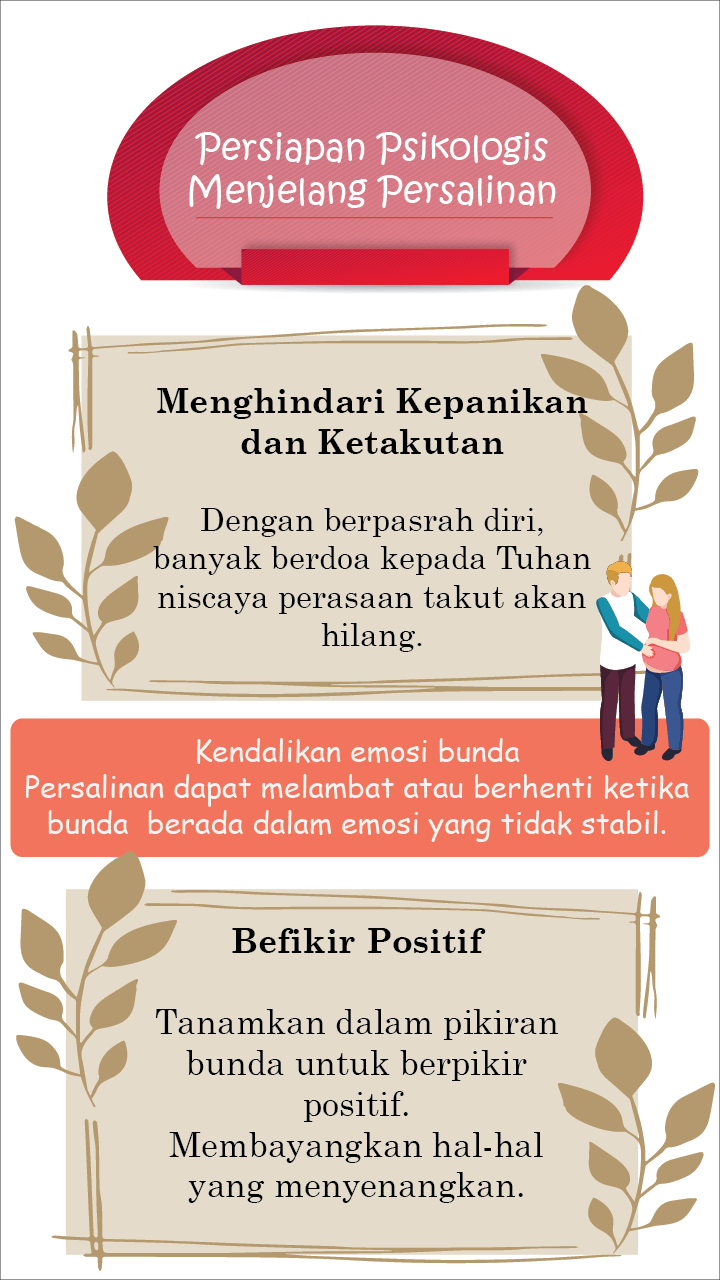 Persiapan Psikologis
Menjelang Persalinan
Menghindari Kepanikan
dan Ketakutan
Dengan berpasrah diri,
banyak berdoa kepada Tuhan
niscaya perasaan takut akan
hilang.
Kendalikan emosi bunda
Persalinan dapat melambat atau berhenti ketika
bunda berada dalam emosi yang tidak stabil.
Befikir Positif
Tanamkan dalam pikiran
bunda untuk berpikir
positif.
Membayangkan hal-hal
yang menyenangkan.